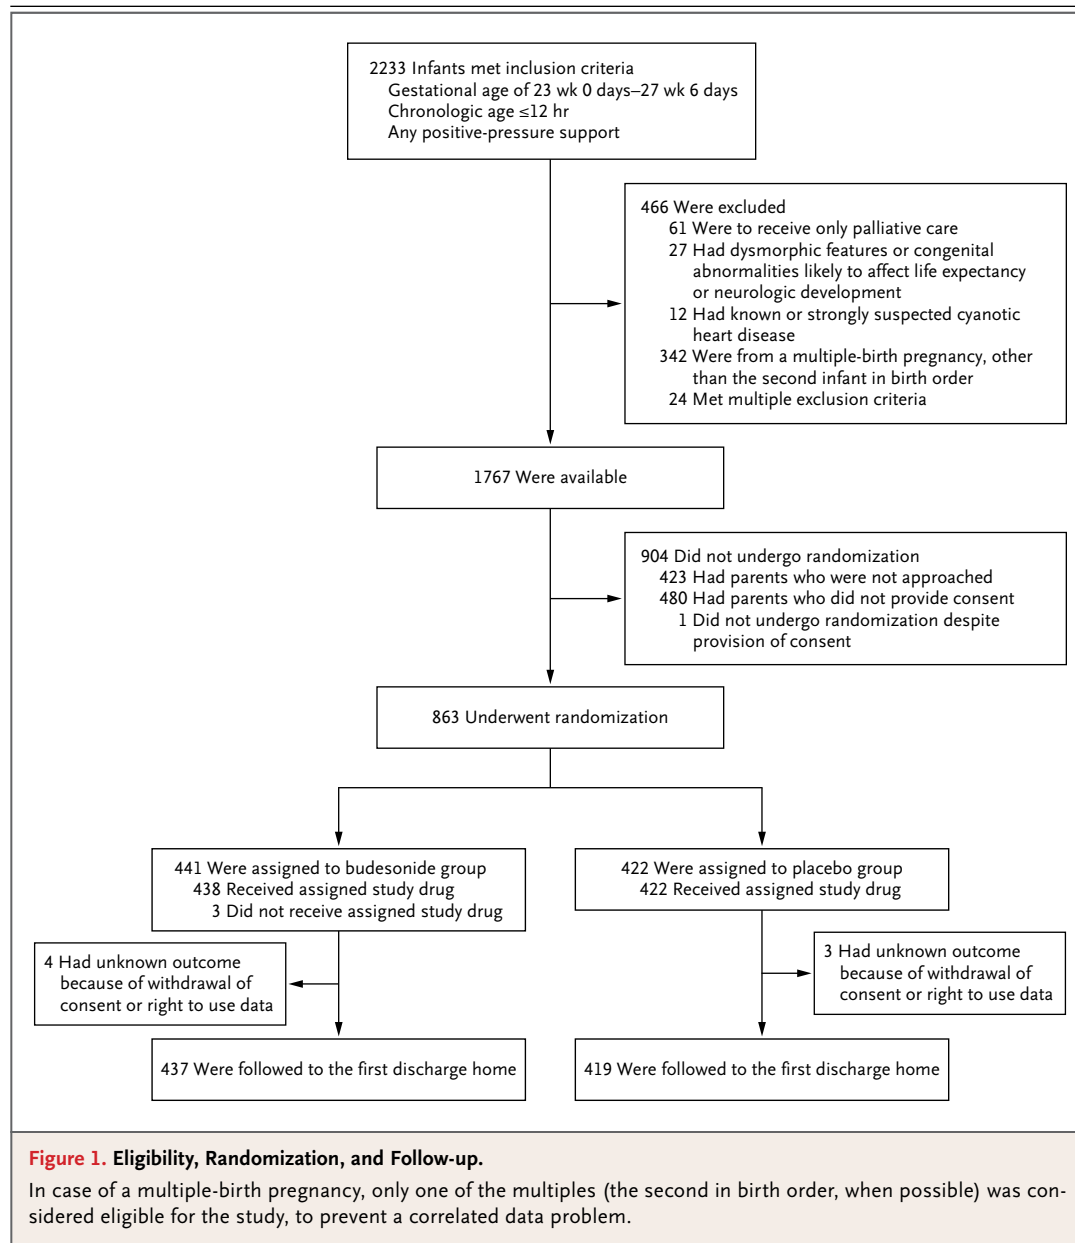 2233 Infants met inclusion criteria
Gestational age of 23 wk 0 days–27 wk 6 days
Chronologic age ≤12 hr
Any positive-pressure support
466 Were excluded
61 Were to receive only palliative care
27 Had dysmorphic features or congenital
abnormalities likely to affect life expectancy
or neurologic development
12 Had known or strongly suspected cyanotic
heart disease
342 Were from a multiple-birth pregnancy, other
than the second infant in birth order
24 Met multiple exclusion criteria
1767 Were available
904 Did not undergo randomization
423 Had parents who were not approached
480 Had parents who did not provide consent
1 Did not undergo randomization despite
provision of consent
863 Underwent randomization
441 Were assigned to budesonide group
438 Received assigned study drug
3 Did not receive assigned study drug
422 Were assigned to placebo group
422 Received assigned study drug
4 Had unknown outcome
because of withdrawal of
consent or right to use data
3 Had unknown outcome
because of withdrawal of
consent or right to use data
437 Were followed to the first discharge home
419 Were followed to the first discharge home
Figure 1. Eligibility, Randomization, and Follow-up.
In case of a multiple-birth pregnancy, only one of the multiples (the second in birth order, when possible) was con-
sidered eligible for the study, to prevent a correlated data problem.